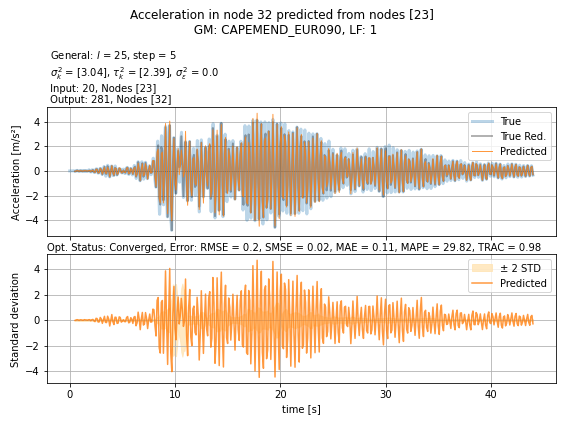 Acceleration in node 32 predicted from nodes [23]
GM: CAPEMEND_EUR090, LF: 1
General: l = 25, step = 5
σ²ₖ = [3.04], τ²ₖ = [2.39], σ²ε = 0.0
Input: 20, Nodes [23]
Output: 281, Nodes [32]
Acceleration [m/s²]
4
2
0
−2
−4
True
True Red.
Predicted
Opt. Status: Converged, Error: RMSE = 0.2, SMSE = 0.02, MAE = 0.11, MAPE = 29.82, TRAC = 0.98
Standard deviation
4
2
0
−2
−4
± 2 STD
Predicted
0 10 20 30 40
time [s]